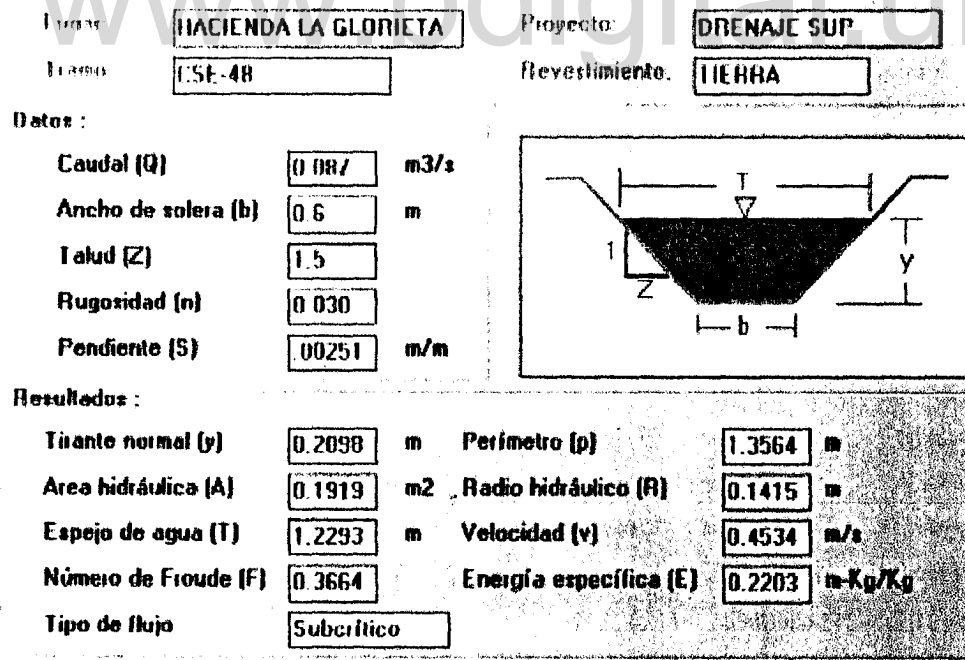 Lugar: HACIENDA LA GLORIETA Proyecto: DRENAJE SUP
Tramo: CSE-48 Revestimiento: TIERRA
Datos :
Caudal (Q) 0.087 m3/s
Ancho de solera (b) 0.6 m
Talud (Z) 1.5
Rugosidad (n) 0.030
Pendiente (S) .00251 m/m
T
1
Z
y
b
Resultados :
Tirante normal (y) 0.2098 m Perímetro (p) 1.3564 m
Area hidráulica (A) 0.1919 m2 Radio hidráulico (R) 0.1415 m
Espejo de agua (T) 1.2293 m Velocidad (v) 0.4534 m/s
Número de Froude (F) 0.3664 Energía específica (E) 0.2203 m-Kg/Kg
Tipo de flujo Subcrítico